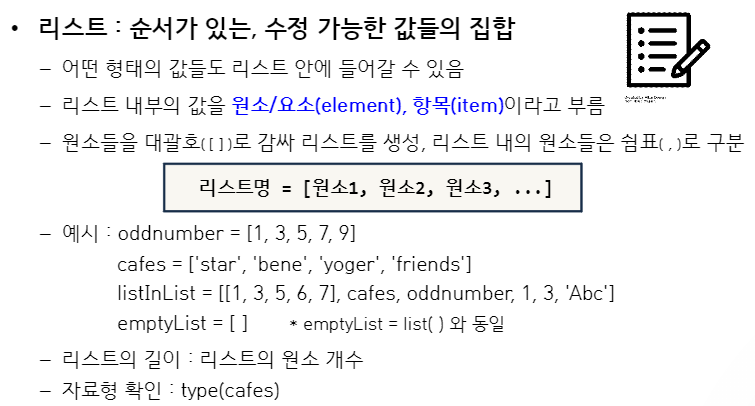 • 리스트 : 순서가 있는, 수정 가능한 값들의 집합
– 어떤 형태의 값들도 리스트 안에 들어갈 수 있음
– 리스트 내부의 값을 원소/요소(element), 항목(item)이라고 부름
– 원소들을 대괄호([ ])로 감싸 리스트를 생성, 리스트 내의 원소들은 쉼표( , )로 구분
리스트명 = [원소1, 원소2, 원소3, ...]
– 예시 : oddnumber = [1, 3, 5, 7, 9]
cafes = ['star', 'bene', 'yoger', 'friends']
listInList = [[1, 3, 5, 6, 7], cafes, oddnumber, 1, 3, 'Abc']
emptyList = [ ] * emptyList = list( ) 와 동일
– 리스트의 길이 : 리스트의 원소 개수
– 자료형 확인 : type(cafes)